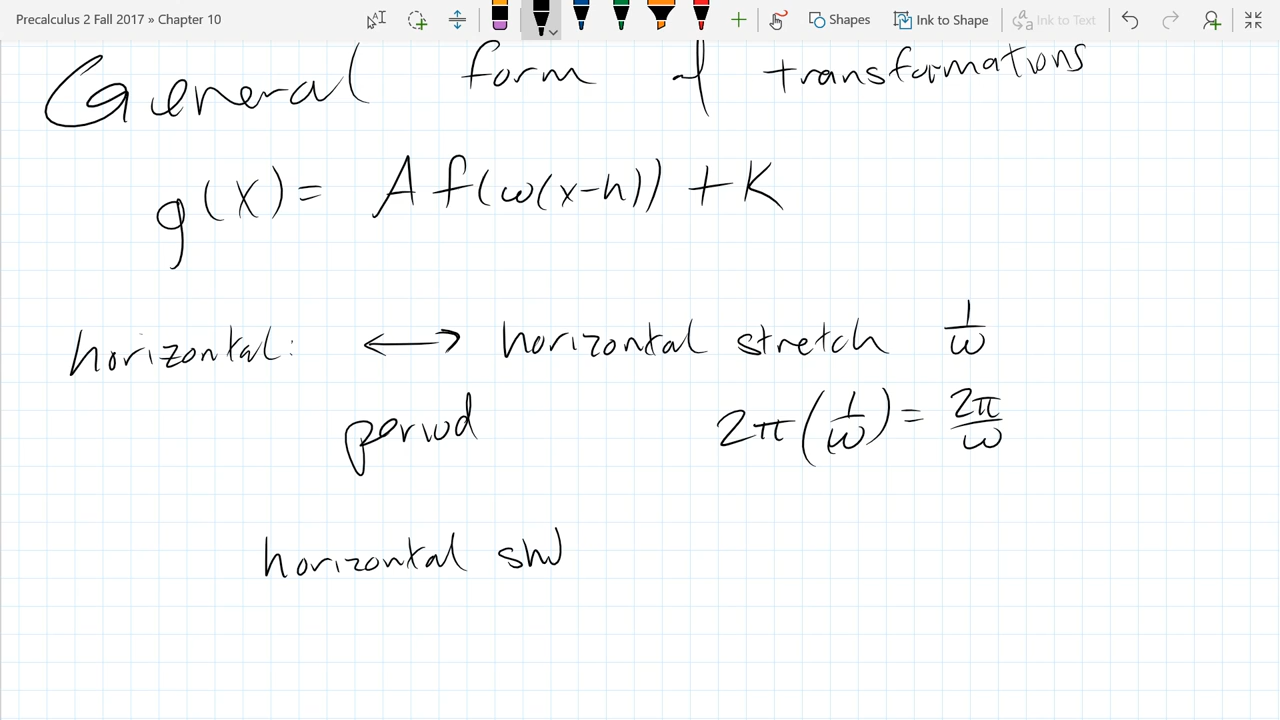 Precalculus 2 Fall 2017 » Chapter 10
Shapes
Ink to Shape
Ink to Text
General form of transformations
g(x) = A f(ω(x-h)) + K
horizontal: ⟷ horizontal stretch 1/ω
period 2π(1/ω) = 2π/ω
horizontal